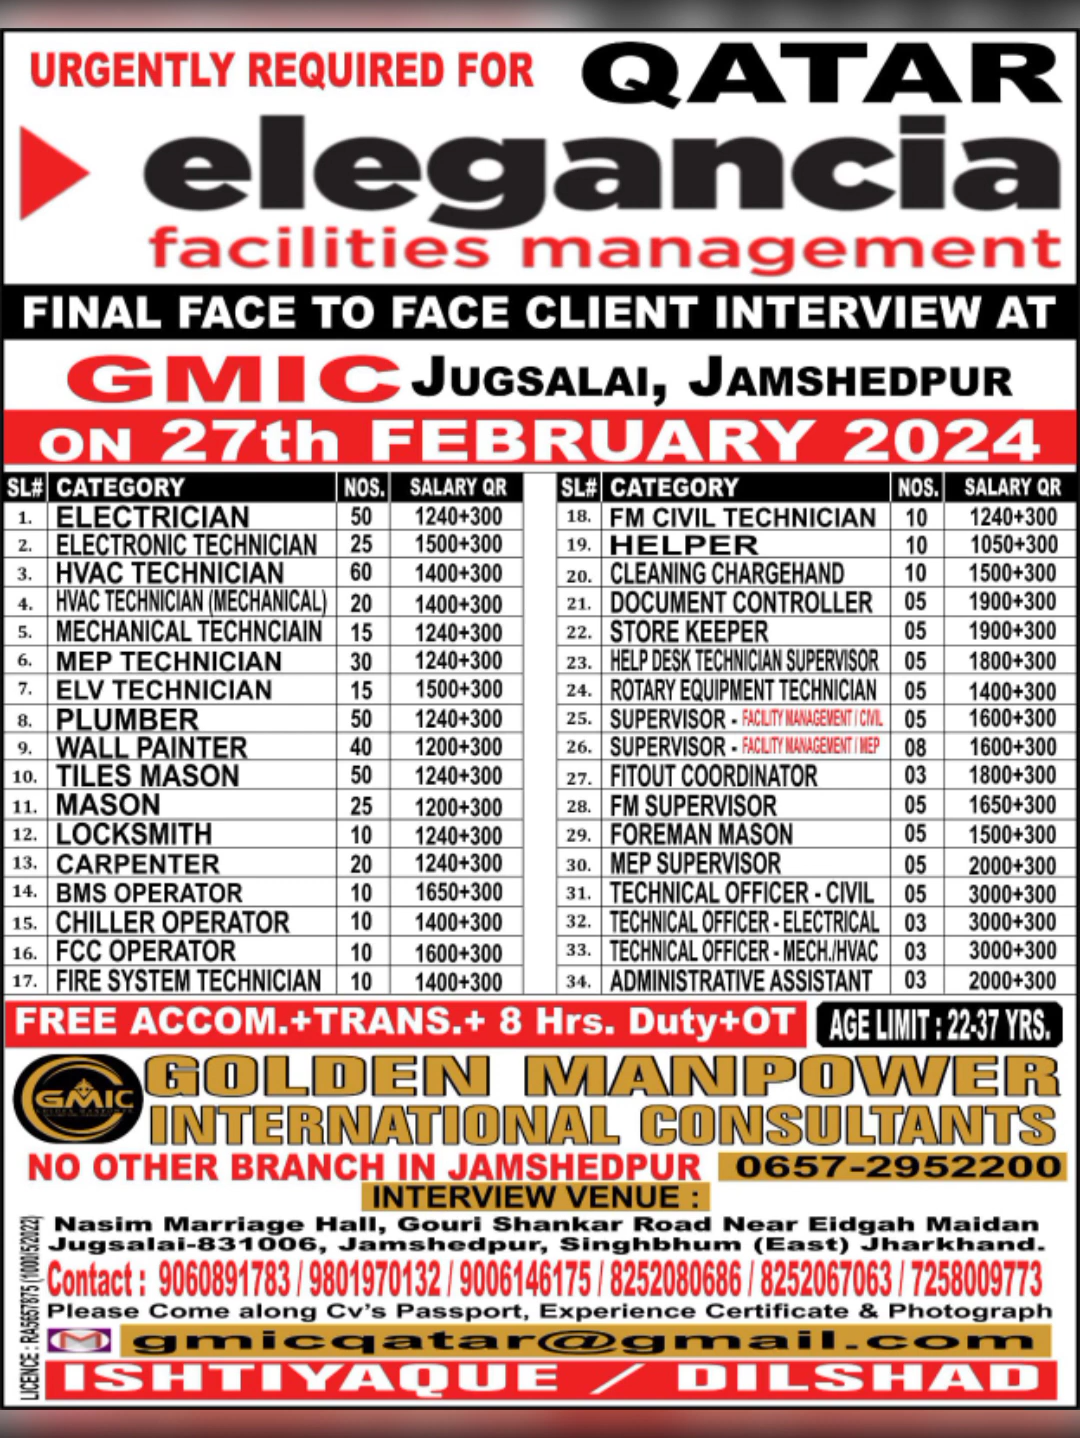 URGENTLY REQUIRED FOR QATAR
elegancia
facilities management
FINAL FACE TO FACE CLIENT INTERVIEW AT
GMIC JUGSALAI, JAMSHEDPUR
ON 27th FEBRUARY 2024
SL# CATEGORY NOS. SALARY QR
1. ELECTRICIAN 50 1240+300
2. ELECTRONIC TECHNICIAN 25 1500+300
3. HVAC TECHNICIAN 60 1400+300
4. HVAC TECHNICIAN (MECHANICAL) 20 1400+300
5. MECHANICAL TECHNCIAIN 15 1240+300
6. MEP TECHNICIAN 30 1240+300
7. ELV TECHNICIAN 15 1500+300
8. PLUMBER 50 1240+300
9. WALL PAINTER 40 1200+300
10. TILES MASON 50 1240+300
11. MASON 25 1200+300
12. LOCKSMITH 10 1240+300
13. CARPENTER 20 1240+300
14. BMS OPERATOR 10 1650+300
15. CHILLER OPERATOR 10 1400+300
16. FCC OPERATOR 10 1600+300
17. FIRE SYSTEM TECHNICIAN 10 1400+300
SL# CATEGORY NOS. SALARY QR
18. FM CIVIL TECHNICIAN 10 1240+300
19. HELPER 10 1050+300
20. CLEANING CHARGEHAND 10 1500+300
21. DOCUMENT CONTROLLER 05 1900+300
22. STORE KEEPER 05 1900+300
23. HELP DESK TECHNICIAN SUPERVISOR 05 1800+300
24. ROTARY EQUIPMENT TECHNICIAN 05 1400+300
25. SUPERVISOR - FACILITY MANAGEMENT / CIVIL 05 1600+300
26. SUPERVISOR - FACILITY MANAGEMENT / MEP 08 1600+300
27. FITOUT COORDINATOR 03 1800+300
28. FM SUPERVISOR 05 1650+300
29. FOREMAN MASON 05 1500+300
30. MEP SUPERVISOR 05 2000+300
31. TECHNICAL OFFICER - CIVIL 05 3000+300
32. TECHNICAL OFFICER - ELECTRICAL 03 3000+300
33. TECHNICAL OFFICER - MECH./HVAC 03 3000+300
34. ADMINISTRATIVE ASSISTANT 03 2000+300
FREE ACCOM.+TRANS.+ 8 Hrs. Duty+OT AGE LIMIT : 22-37 YRS.
GMIC
GOLDEN MANPOWER
INTERNATIONAL CONSULTANTS
NO OTHER BRANCH IN JAMSHEDPUR 0657-2952200
INTERVIEW VENUE :
Nasim Marriage Hall, Gouri Shankar Road Near Eidgah Maidan
Jugsalai-831006, Jamshedpur, Singhbhum (East) Jharkhand.
Contact : 9060891783 / 9801970132 / 9006146175 / 8252080686 / 8252067063 / 7258009773
Please Come along Cv's Passport, Experience Certificate & Photograph
gmicqatar@gmail.com
ISHTIYAQUE / DILSHAD